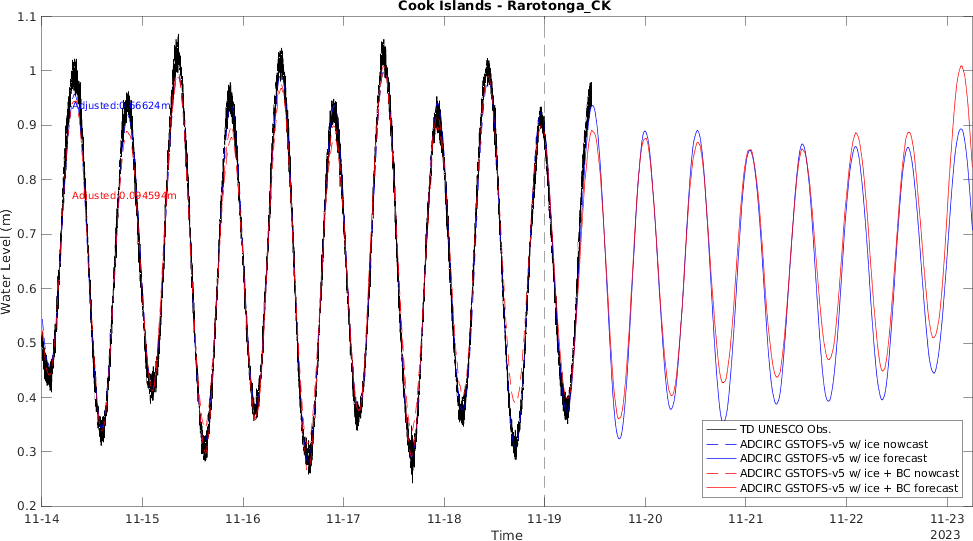 Cook Islands - Rarotonga_CK
1.1
1
0.9
0.8
0.7
0.6
0.5
0.4
0.3
0.2
Water Level (m)
Adjusted:0.66624m
Adjusted:0.094594m
TD UNESCO Obs.
ADCIRC GSTOFS-v5 w/ ice nowcast
ADCIRC GSTOFS-v5 w/ ice forecast
ADCIRC GSTOFS-v5 w/ ice + BC nowcast
ADCIRC GSTOFS-v5 w/ ice + BC forecast
11-14 11-15 11-16 11-17 11-18 11-19 11-20 11-21 11-22 11-23
2023
Time